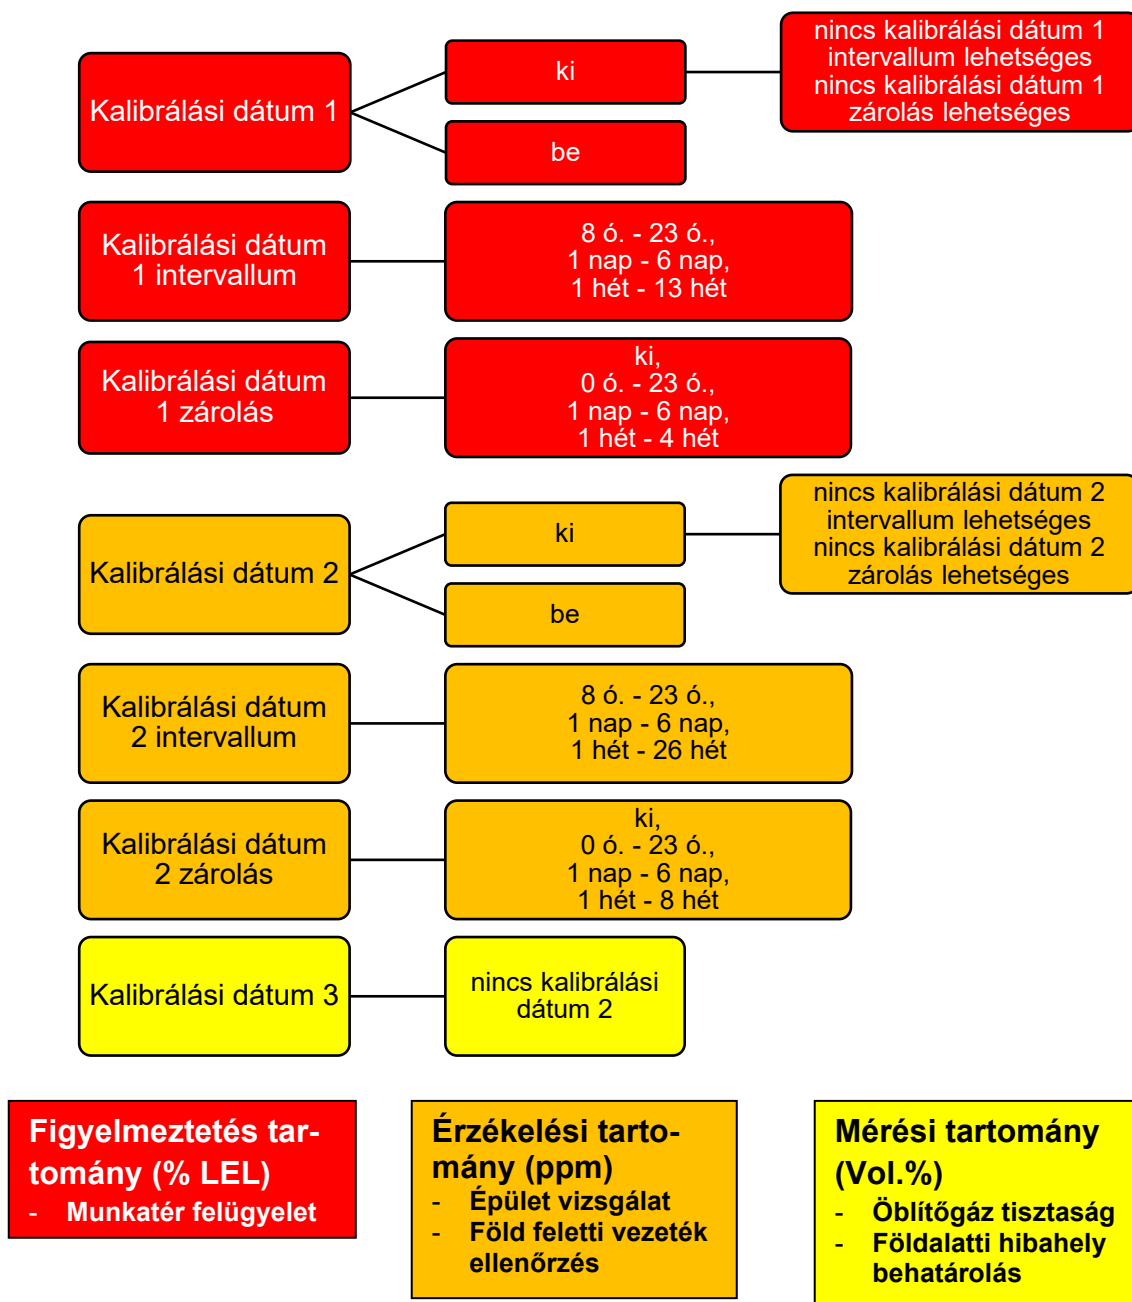 Kalibrálási dátum 1
ki
nincs kalibrálási dátum 1
intervallum lehetséges
nincs kalibrálási dátum 1
zárolás lehetséges
be
Kalibrálási dátum
1 intervallum
8 ó. - 23 ó.,
1 nap - 6 nap,
1 hét - 13 hét
Kalibrálási dátum
1 zárolás
ki,
0 ó. - 23 ó.,
1 nap - 6 nap,
1 hét - 4 hét
Kalibrálási dátum 2
ki
nincs kalibrálási dátum 2
intervallum lehetséges
nincs kalibrálási dátum 2
zárolás lehetséges
be
Kalibrálási dátum
2 intervallum
8 ó. - 23 ó.,
1 nap - 6 nap,
1 hét - 26 hét
Kalibrálási dátum
2 zárolás
ki,
0 ó. - 23 ó.,
1 nap - 6 nap,
1 hét - 8 hét
Kalibrálási dátum 3
nincs kalibrálási
dátum 2
Figyelmeztetés tar-
tomány (% LEL)
- Munkatér felügyelet
Érzékelési tarto-
mány (ppm)
- Épület vizsgálat
- Föld feletti vezeték
ellenőrzés
Mérési tartomány
(Vol.%)
- Öblítőgáz tisztaság
- Földalatti hibahely
behatárolás